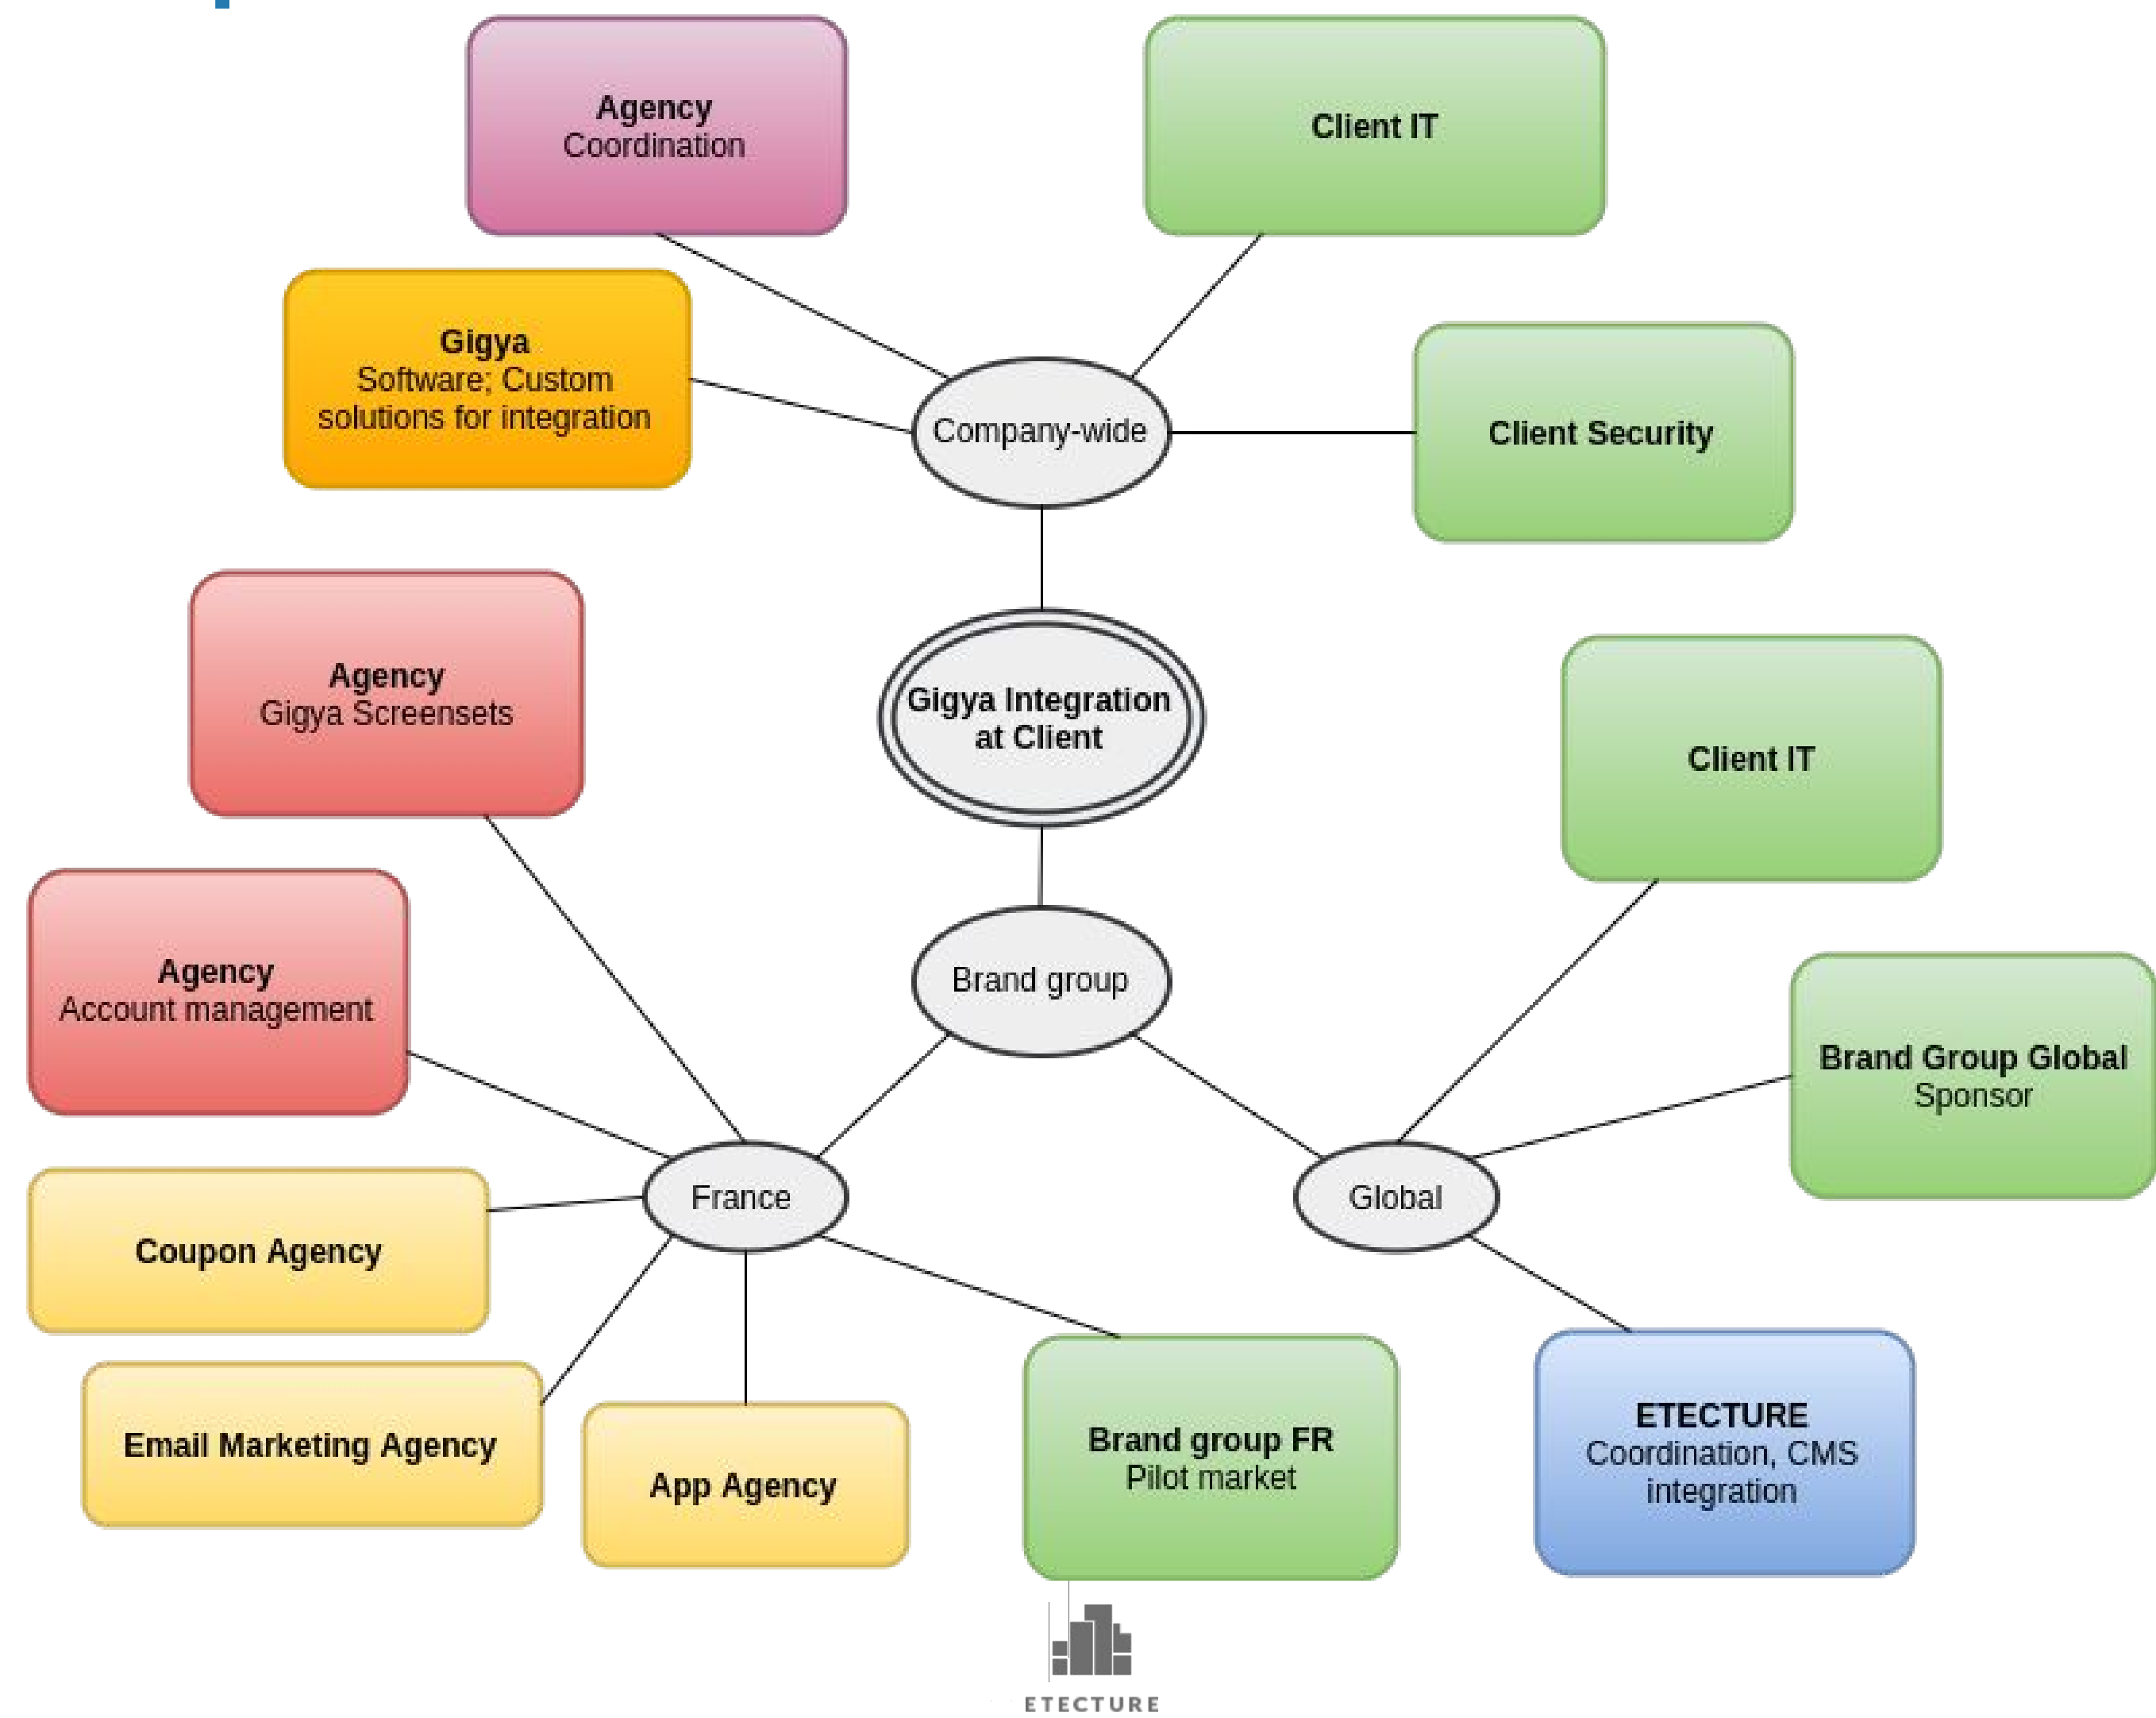 Agency
Coordination
Client IT
Gigya
Software; Custom
solutions for integration
Company-wide
Client Security
Agency
Gigya Screensets
Gigya Integration
at Client
Client IT
Agency
Account management
Brand group
Brand Group Global
Sponsor
France
Global
Coupon Agency
Email Marketing Agency
App Agency
Brand group FR
Pilot market
ETECTURE
Coordination, CMS
integration
ETECTURE